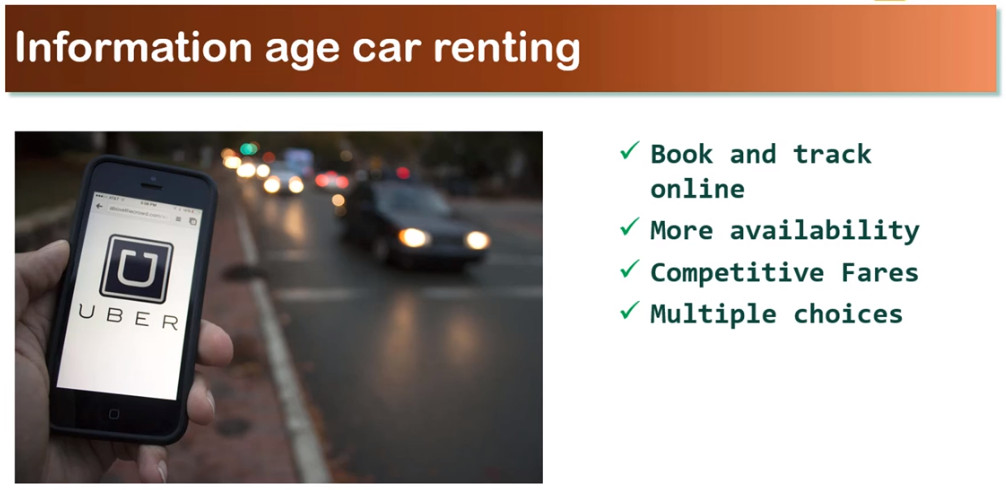 Information age car renting
U
UBER
Book and track
online
More availability
Competitive Fares
Multiple choices